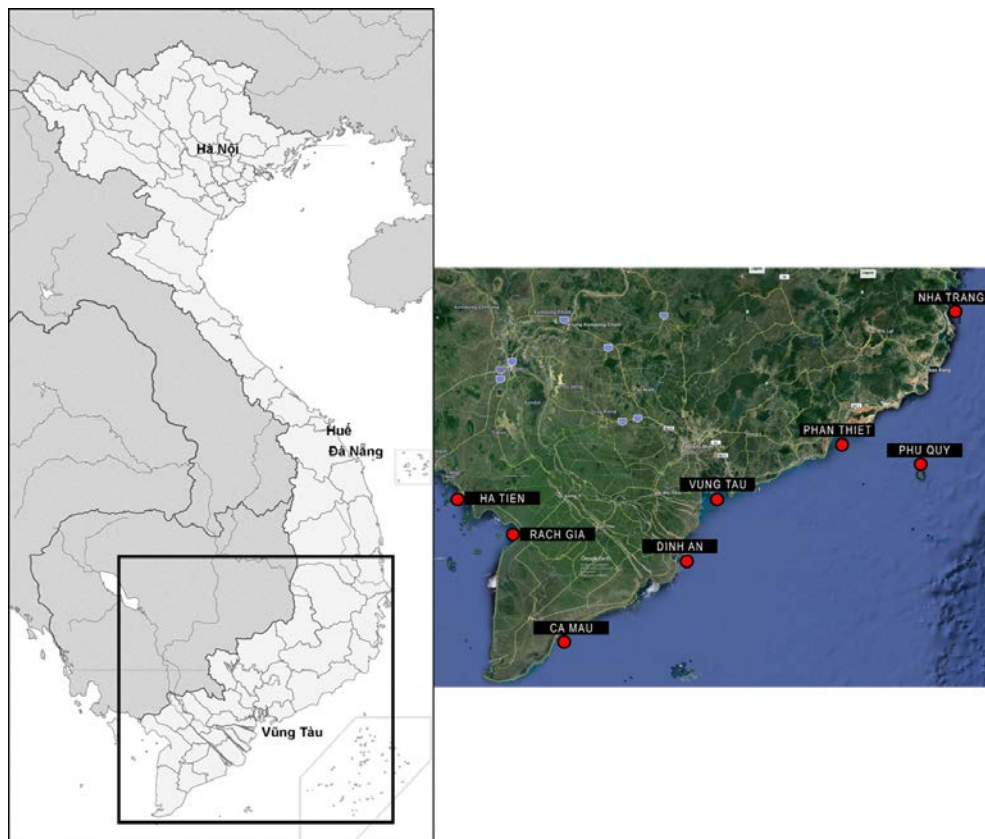 Hà Nội
Huế
Đà Nẵng
Vũng Tàu
NHA TRANG
PHAN THIET
PHU QUY
HA TIEN
VUNG TAU
RACH GIA
DINH AN
CA MAU